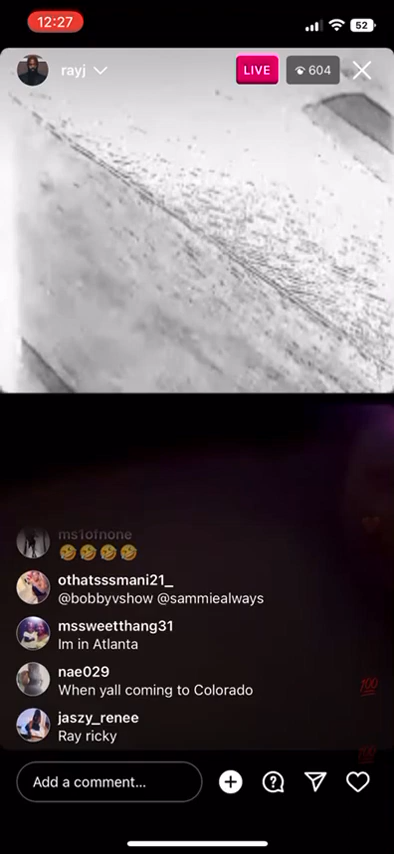 12:27
52
rayj
LIVE
604
ms1ofnone
🤣🤣🤣🤣
othatsssmani21_
@bobbyvshow @sammiealways
mssweetthang31
Im in Atlanta
nae029
When yall coming to Colorado
jaszy_renee
Ray ricky
💯
💯
Add a comment...